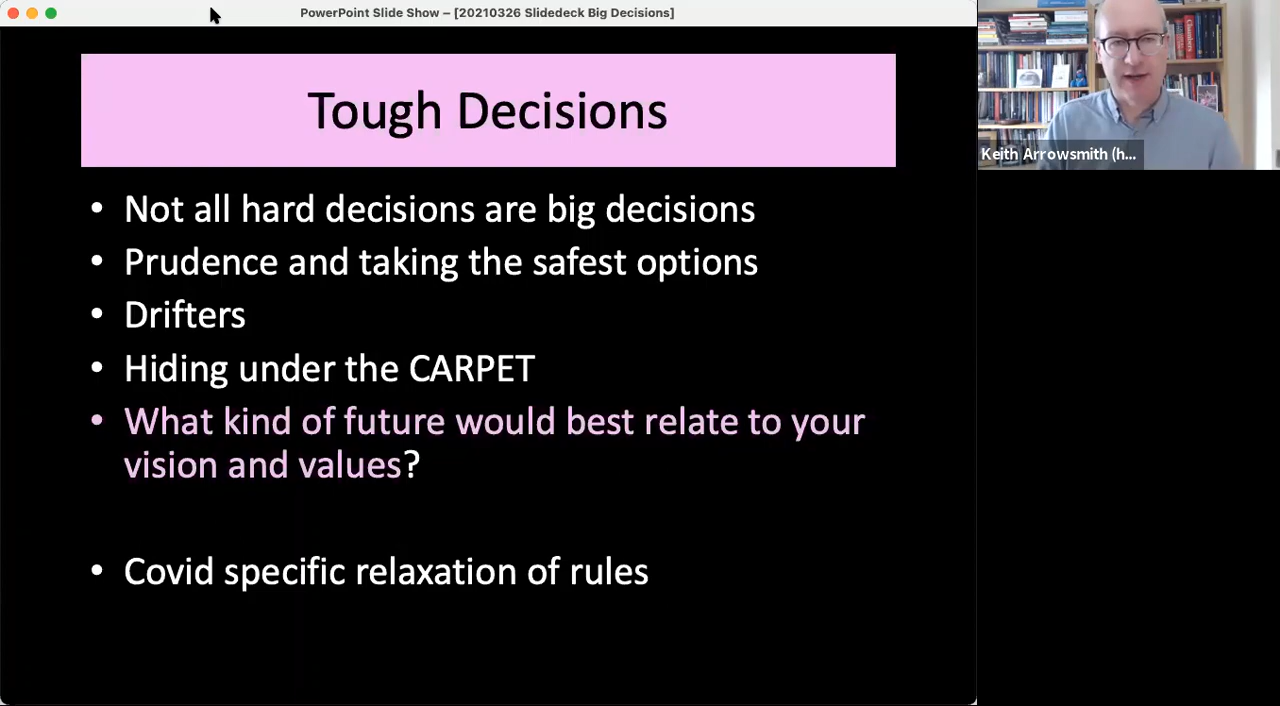 PowerPoint Slide Show – [20210326 Slidedeck Big Decisions]
Tough Decisions
• Not all hard decisions are big decisions
• Prudence and taking the safest options
• Drifters
• Hiding under the CARPET
• What kind of future would best relate to your
vision and values?
• Covid specific relaxation of rules
Keith Arrowsmith (h...